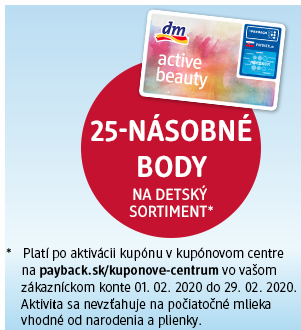 dm
active
beauty
25-NÁSOBNÉ
BODY
NA DETSKÝ
SORTIMENT*
* Platí po aktivácii kupónu v kupónovom centre
na payback.sk/kuponove-centrum vo vašom
zákazníckom konte 01. 02. 2020 do 29. 02. 2020.
Aktivita sa nevzťahuje na počiatočné mlieka
vhodné od narodenia a plienky.